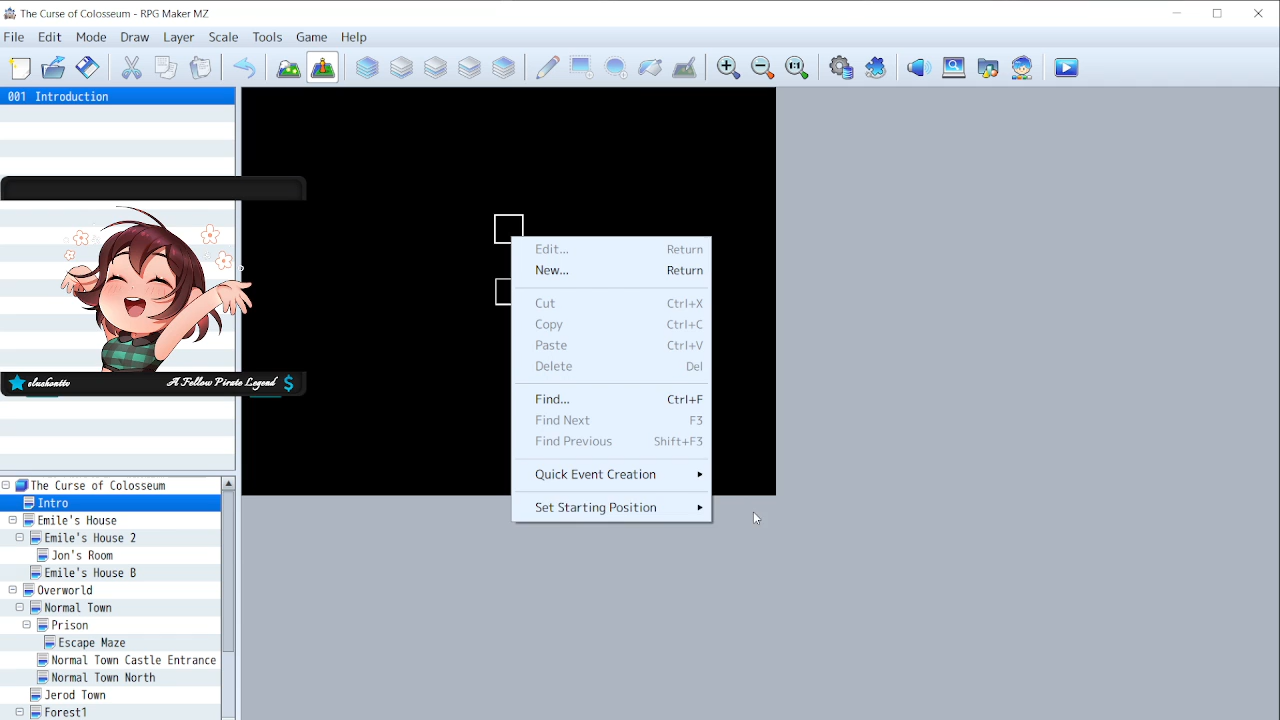 The Curse of Colosseum - RPG Maker MZ
File Edit Mode Draw Layer Scale Tools Game Help
1:1
001 Introduction
elushontv A Fellow Pirate Legend $
Edit... Return
New... Return
Cut Ctrl+X
Copy Ctrl+C
Paste Ctrl+V
Delete Del
Find... Ctrl+F
Find Next F3
Find Previous Shift+F3
Quick Event Creation
Set Starting Position
The Curse of Colosseum
Intro
Emile's House
Emile's House 2
Jon's Room
Emile's House B
Overworld
Normal Town
Prison
Escape Maze
Normal Town Castle Entrance
Normal Town North
Jerod Town
Forest1